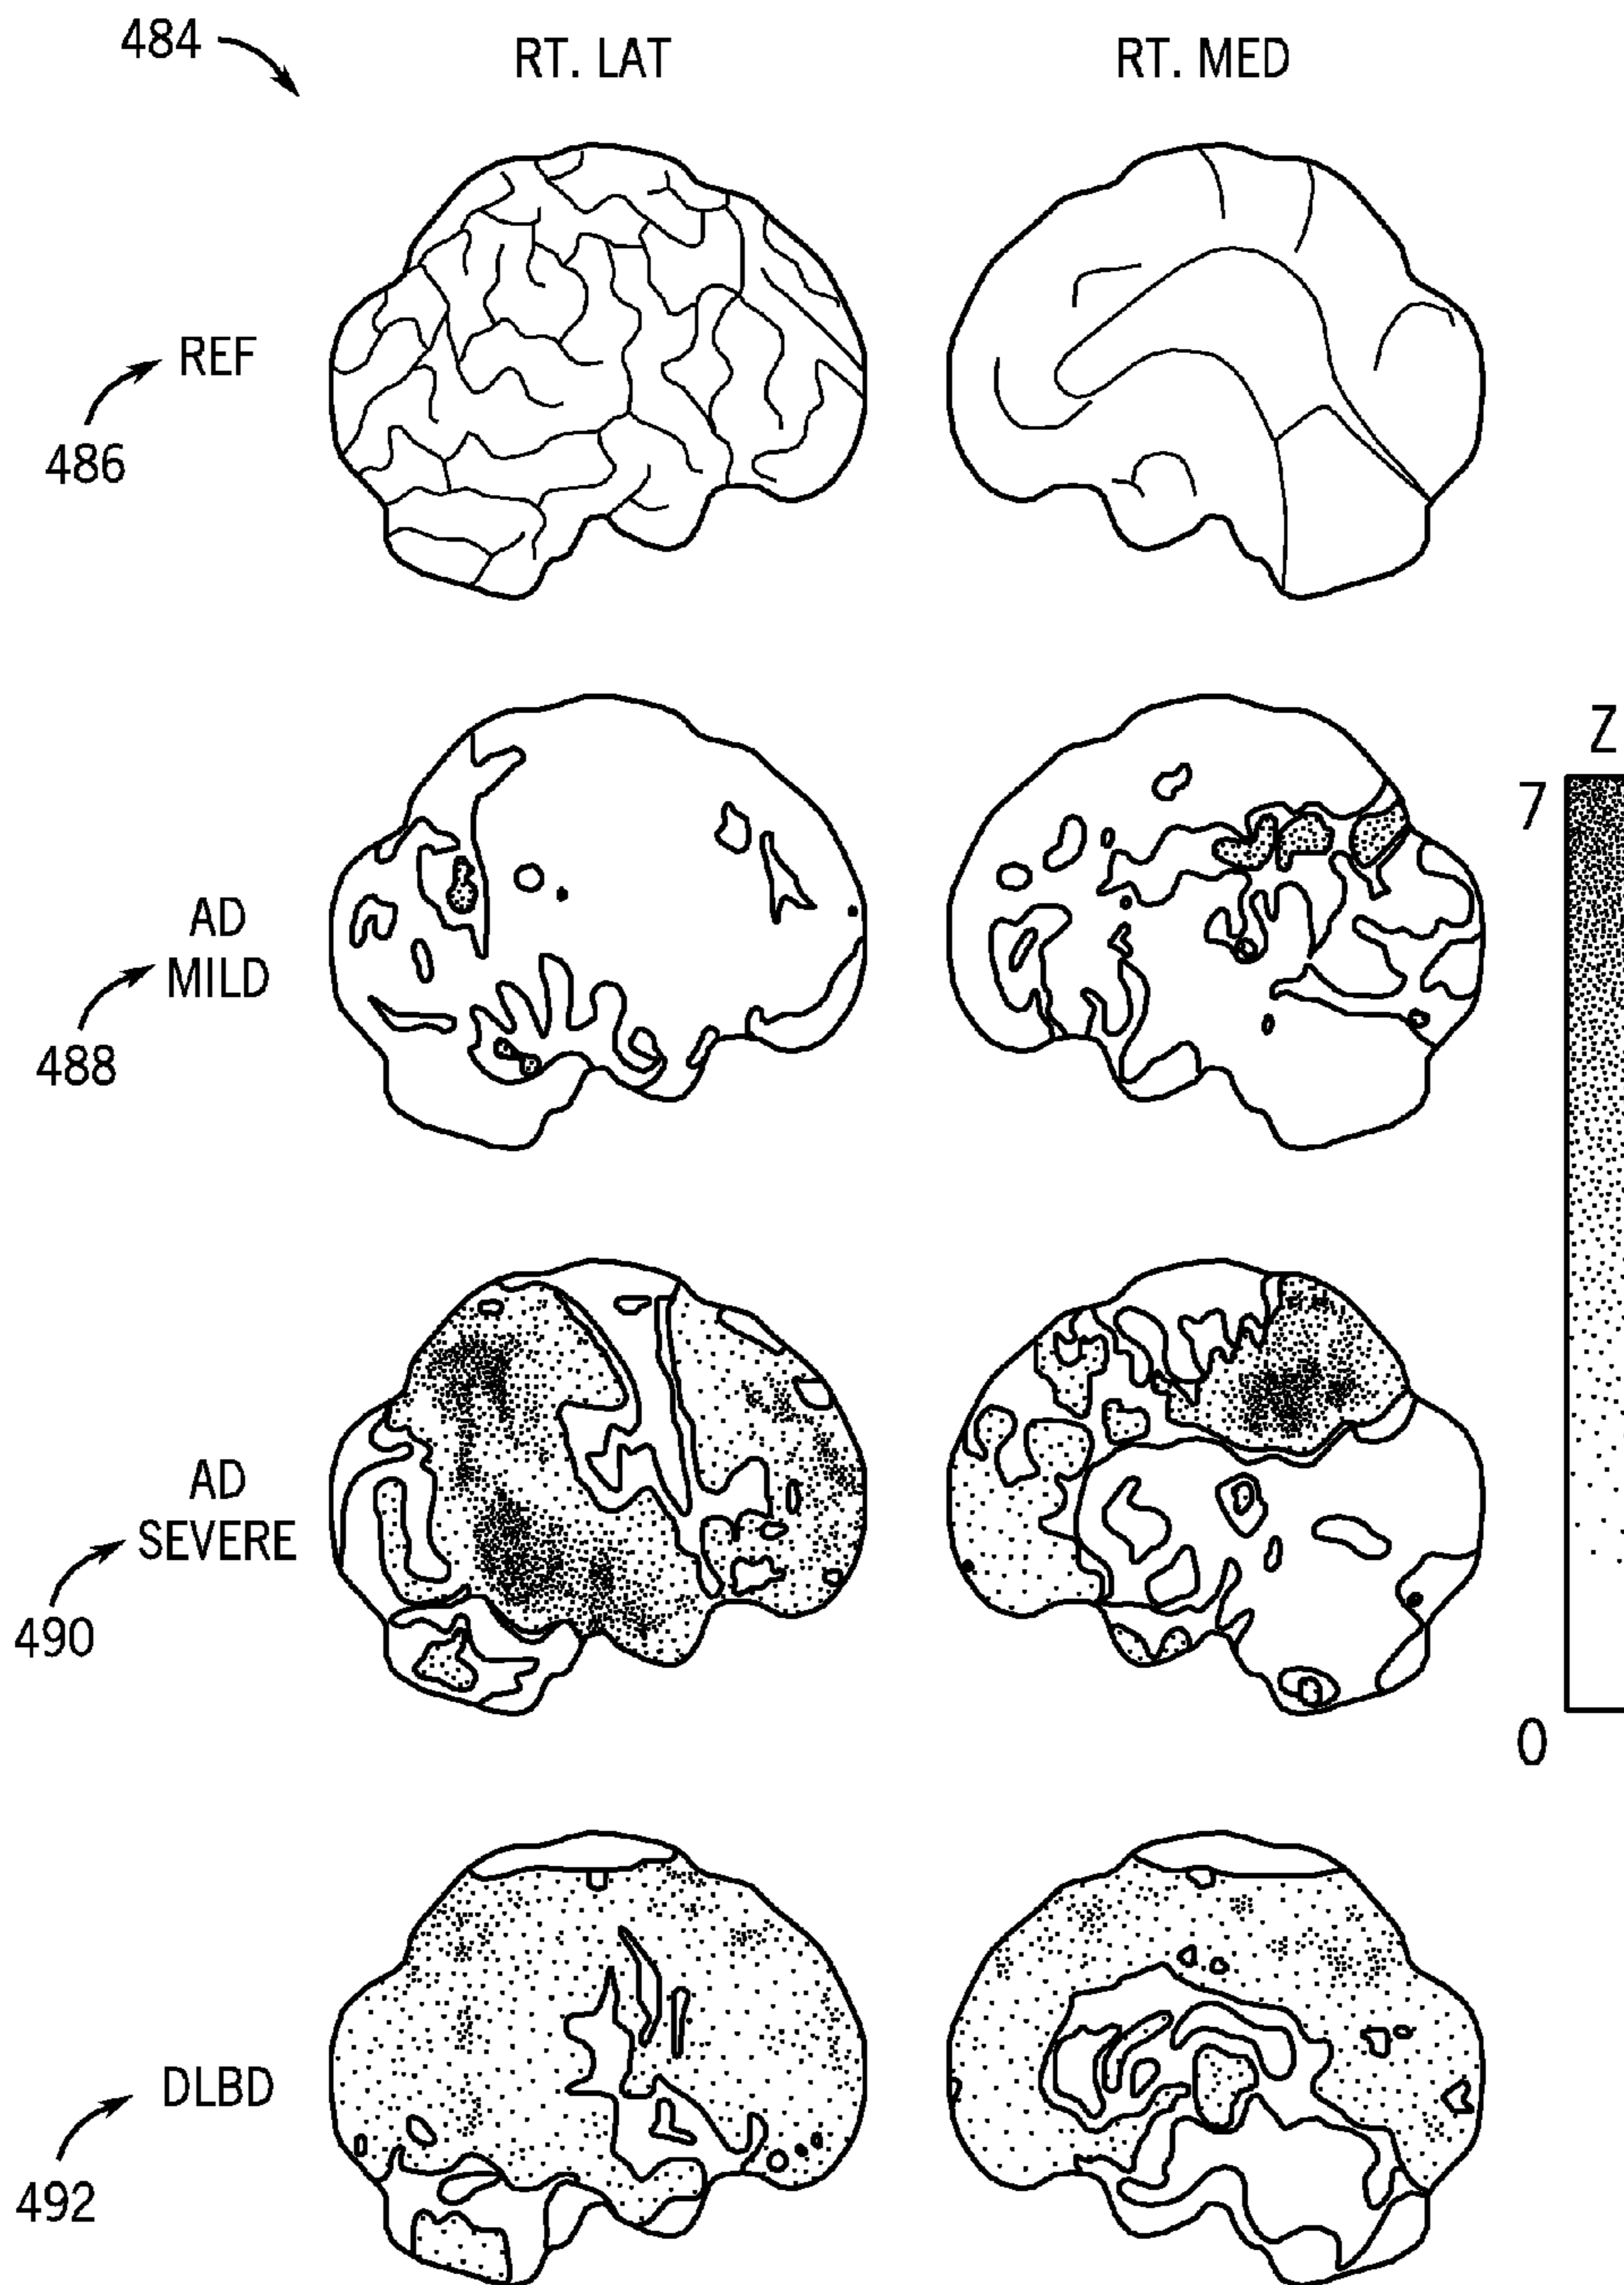 484
RT. LAT
RT. MED
REF
486
Z
7
AD
MILD
488
AD
SEVERE
490
0
DLBD
492